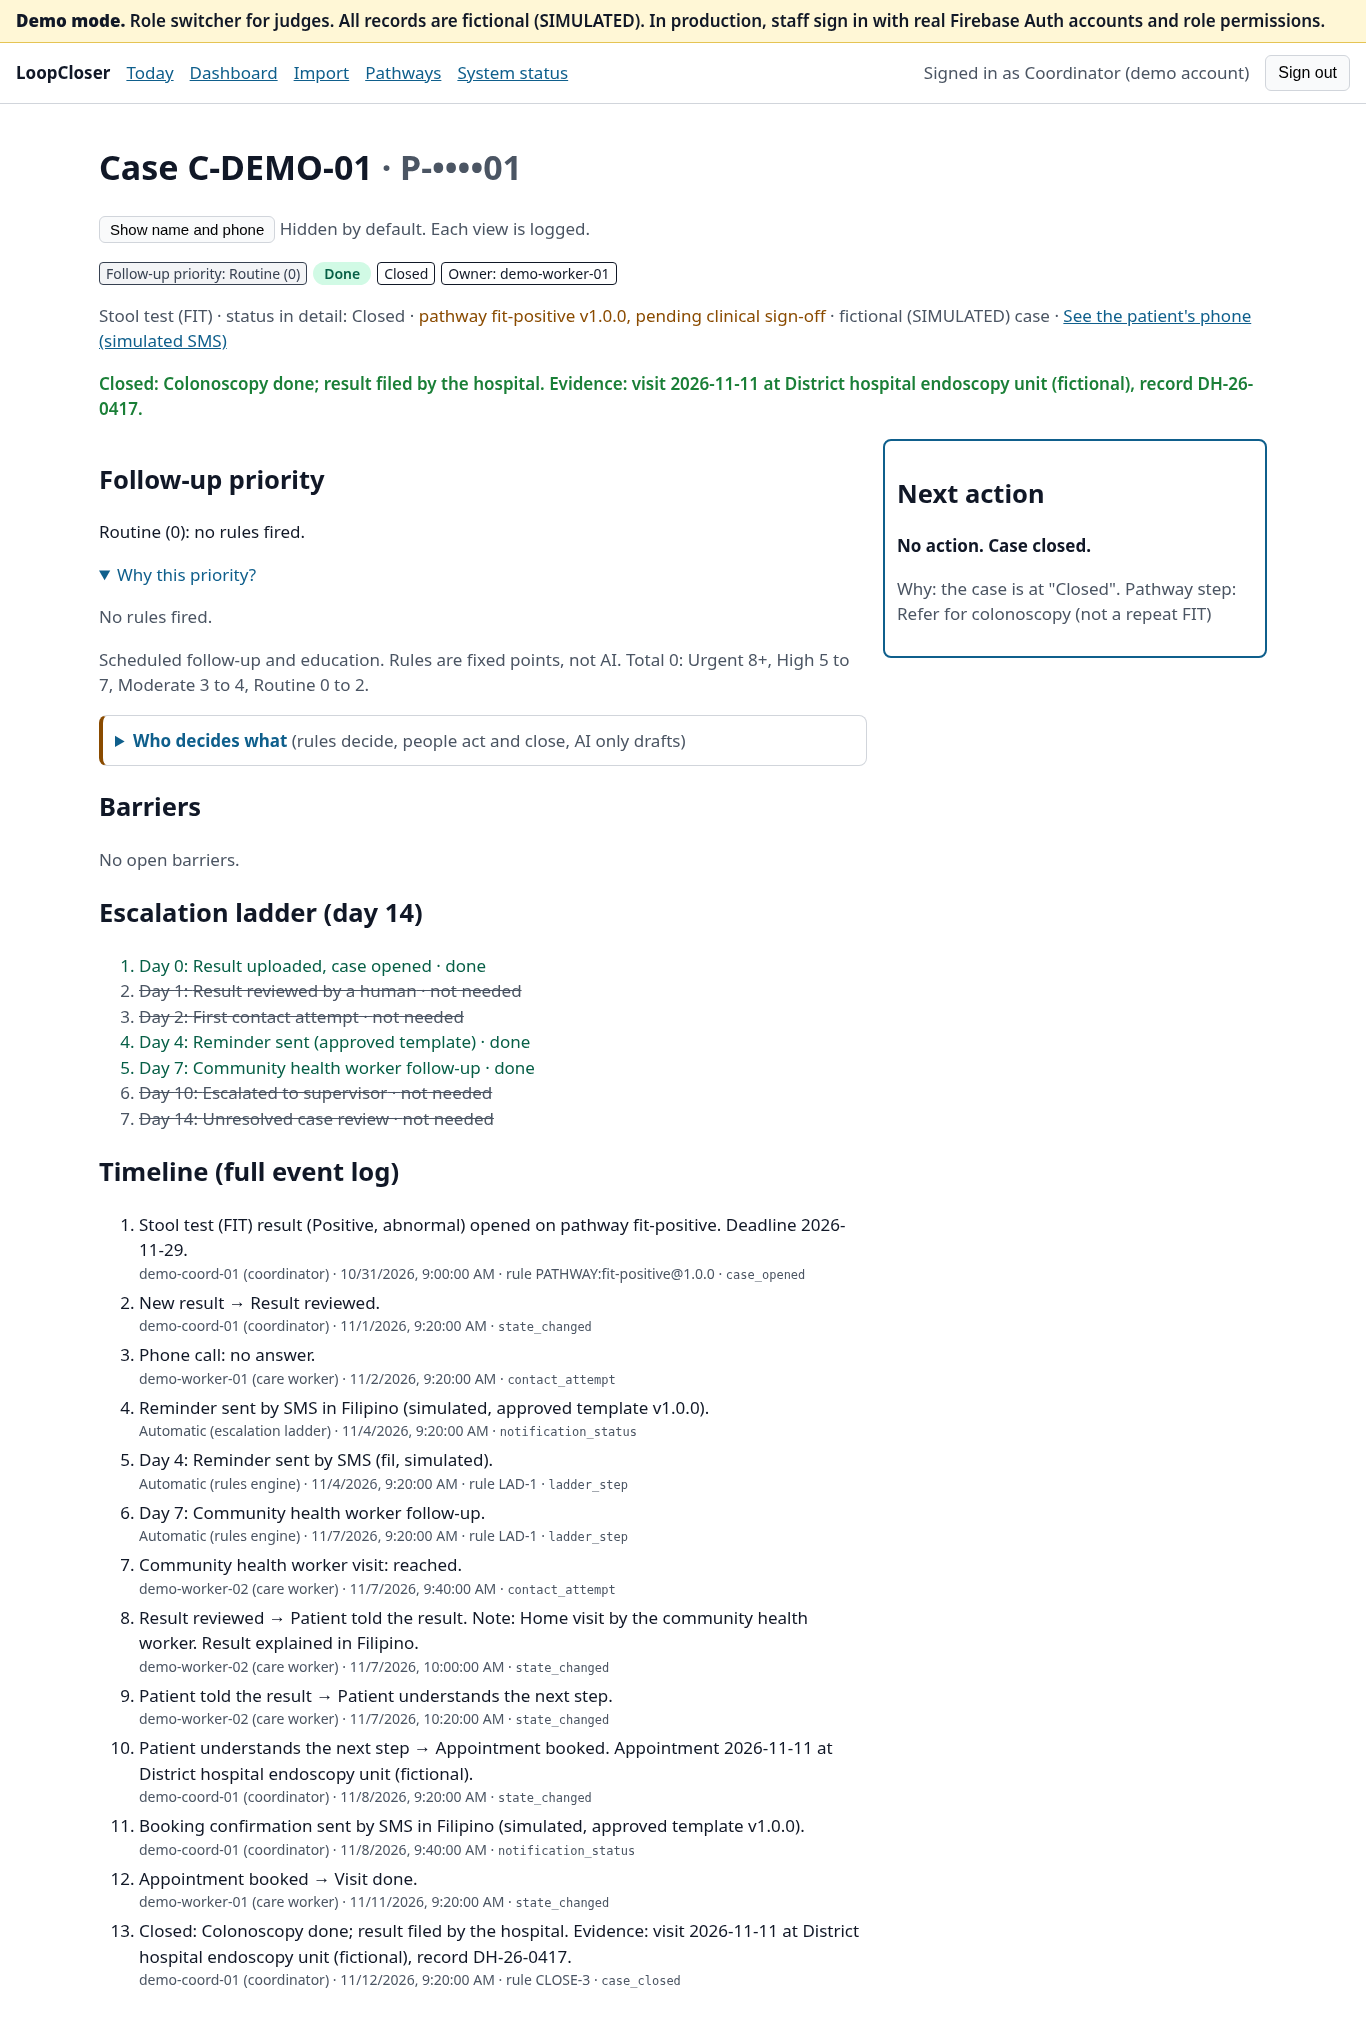 Demo mode. Role switcher for judges. All records are fictional (SIMULATED). In production, staff sign in with real Firebase Auth accounts and role permissions.
LoopCloser Today Dashboard Import Pathways System status Signed in as Coordinator (demo account) Sign out
Case C-DEMO-01 · P-••••01
Show name and phone Hidden by default. Each view is logged.
Follow-up priority: Routine (0) Done Closed Owner: demo-worker-01
Stool test (FIT) · status in detail: Closed · pathway fit-positive v1.0.0, pending clinical sign-off · fictional (SIMULATED) case · See the patient's phone
(simulated SMS)
Closed: Colonoscopy done; result filed by the hospital. Evidence: visit 2026-11-11 at District hospital endoscopy unit (fictional), record DH-26-
0417.
Follow-up priority
Routine (0): no rules fired.
▼ Why this priority?
No rules fired.
Scheduled follow-up and education. Rules are fixed points, not AI. Total 0: Urgent 8+, High 5 to
7, Moderate 3 to 4, Routine 0 to 2.
▶ Who decides what (rules decide, people act and close, AI only drafts)
Next action
No action. Case closed.
Why: the case is at "Closed". Pathway step:
Refer for colonoscopy (not a repeat FIT)
Barriers
No open barriers.
Escalation ladder (day 14)
1. Day 0: Result uploaded, case opened · done
2. Day 1: Result reviewed by a human · not needed
3. Day 2: First contact attempt · not needed
4. Day 4: Reminder sent (approved template) · done
5. Day 7: Community health worker follow-up · done
6. Day 10: Escalated to supervisor · not needed
7. Day 14: Unresolved case review · not needed
Timeline (full event log)
1. Stool test (FIT) result (Positive, abnormal) opened on pathway fit-positive. Deadline 2026-
11-29.
demo-coord-01 (coordinator) · 10/31/2026, 9:00:00 AM · rule PATHWAY:fit-positive@1.0.0 · case_opened
2. New result → Result reviewed.
demo-coord-01 (coordinator) · 11/1/2026, 9:20:00 AM · state_changed
3. Phone call: no answer.
demo-worker-01 (care worker) · 11/2/2026, 9:20:00 AM · contact_attempt
4. Reminder sent by SMS in Filipino (simulated, approved template v1.0.0).
Automatic (escalation ladder) · 11/4/2026, 9:20:00 AM · notification_status
5. Day 4: Reminder sent by SMS (fil, simulated).
Automatic (rules engine) · 11/4/2026, 9:20:00 AM · rule LAD-1 · ladder_step
6. Day 7: Community health worker follow-up.
Automatic (rules engine) · 11/7/2026, 9:20:00 AM · rule LAD-1 · ladder_step
7. Community health worker visit: reached.
demo-worker-02 (care worker) · 11/7/2026, 9:40:00 AM · contact_attempt
8. Result reviewed → Patient told the result. Note: Home visit by the community health
worker. Result explained in Filipino.
demo-worker-02 (care worker) · 11/7/2026, 10:00:00 AM · state_changed
9. Patient told the result → Patient understands the next step.
demo-worker-02 (care worker) · 11/7/2026, 10:20:00 AM · state_changed
10. Patient understands the next step → Appointment booked. Appointment 2026-11-11 at
District hospital endoscopy unit (fictional).
demo-coord-01 (coordinator) · 11/8/2026, 9:20:00 AM · state_changed
11. Booking confirmation sent by SMS in Filipino (simulated, approved template v1.0.0).
demo-coord-01 (coordinator) · 11/8/2026, 9:40:00 AM · notification_status
12. Appointment booked → Visit done.
demo-worker-01 (care worker) · 11/11/2026, 9:20:00 AM · state_changed
13. Closed: Colonoscopy done; result filed by the hospital. Evidence: visit 2026-11-11 at District
hospital endoscopy unit (fictional), record DH-26-0417.
demo-coord-01 (coordinator) · 11/12/2026, 9:20:00 AM · rule CLOSE-3 · case_closed